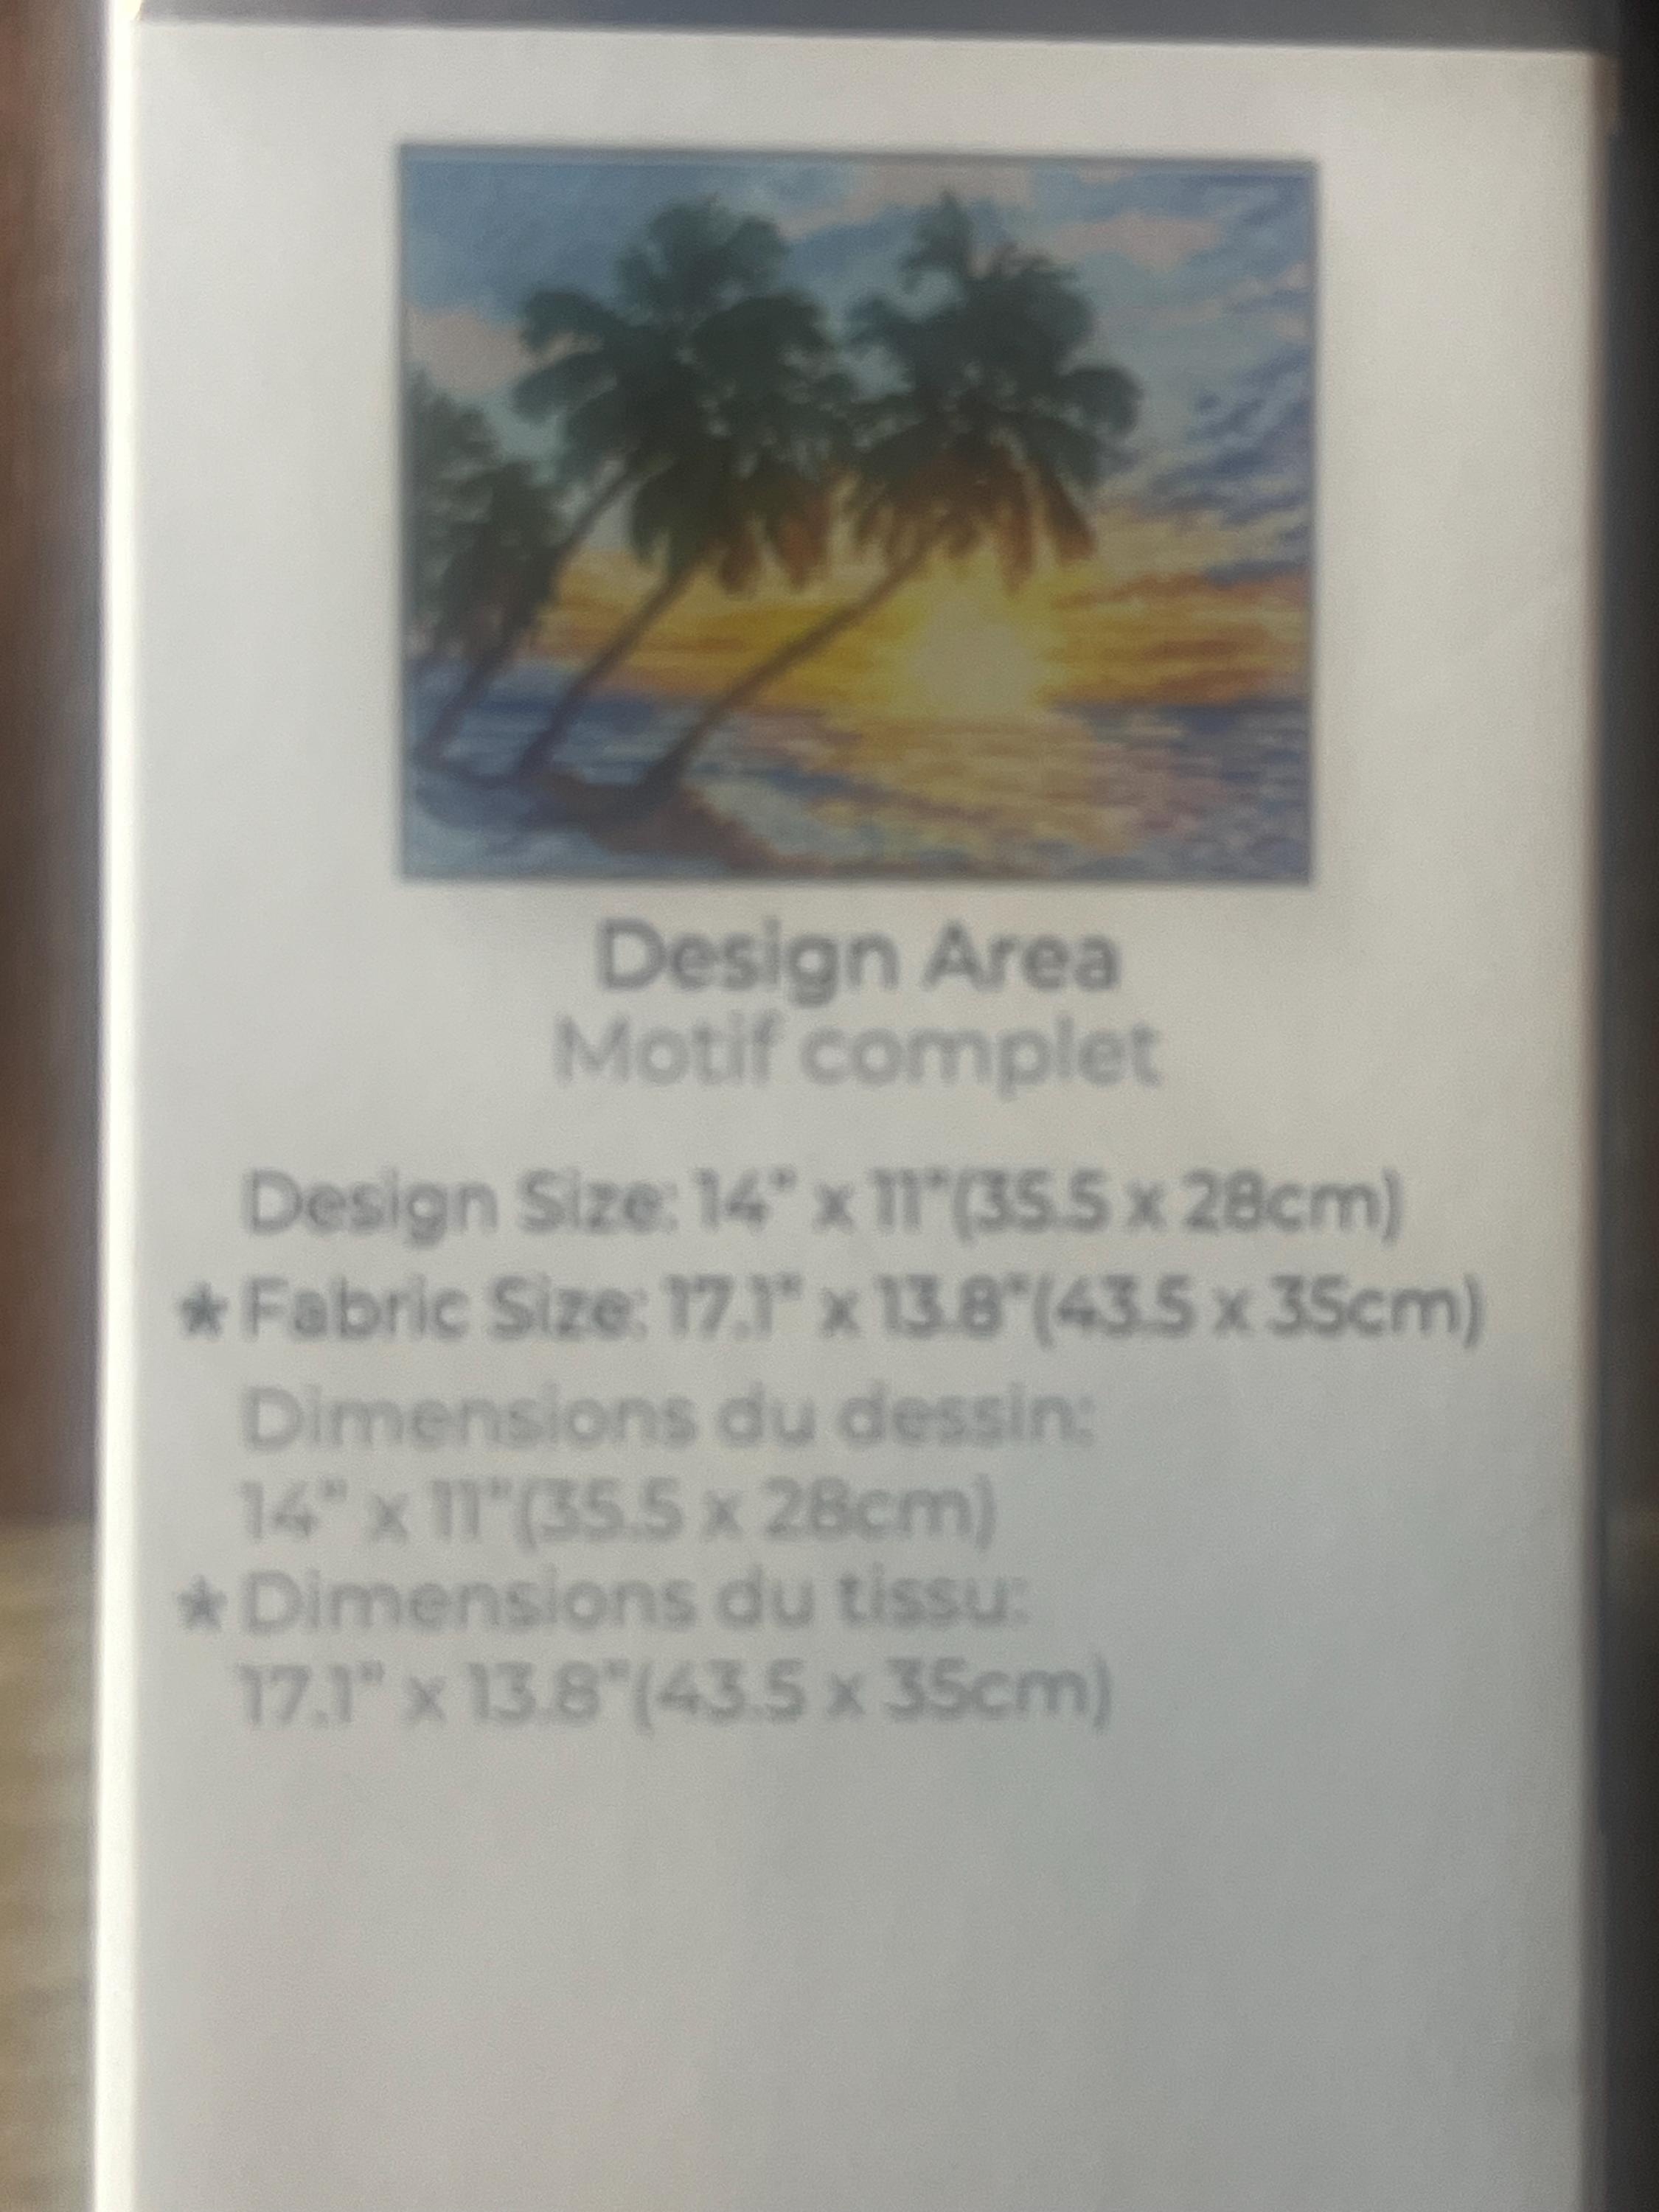 Design Area
Motif complet
Design Size: 14" x 11"(35.5 x 28cm)
★ Fabric Size: 17.1" x 13.8"(43.5 x 35cm)
Dimensions du dessin:
14" x 11"(35.5 x 28cm)
★ Dimensions du tissu:
17.1" x 13.8"(43.5 x 35cm)